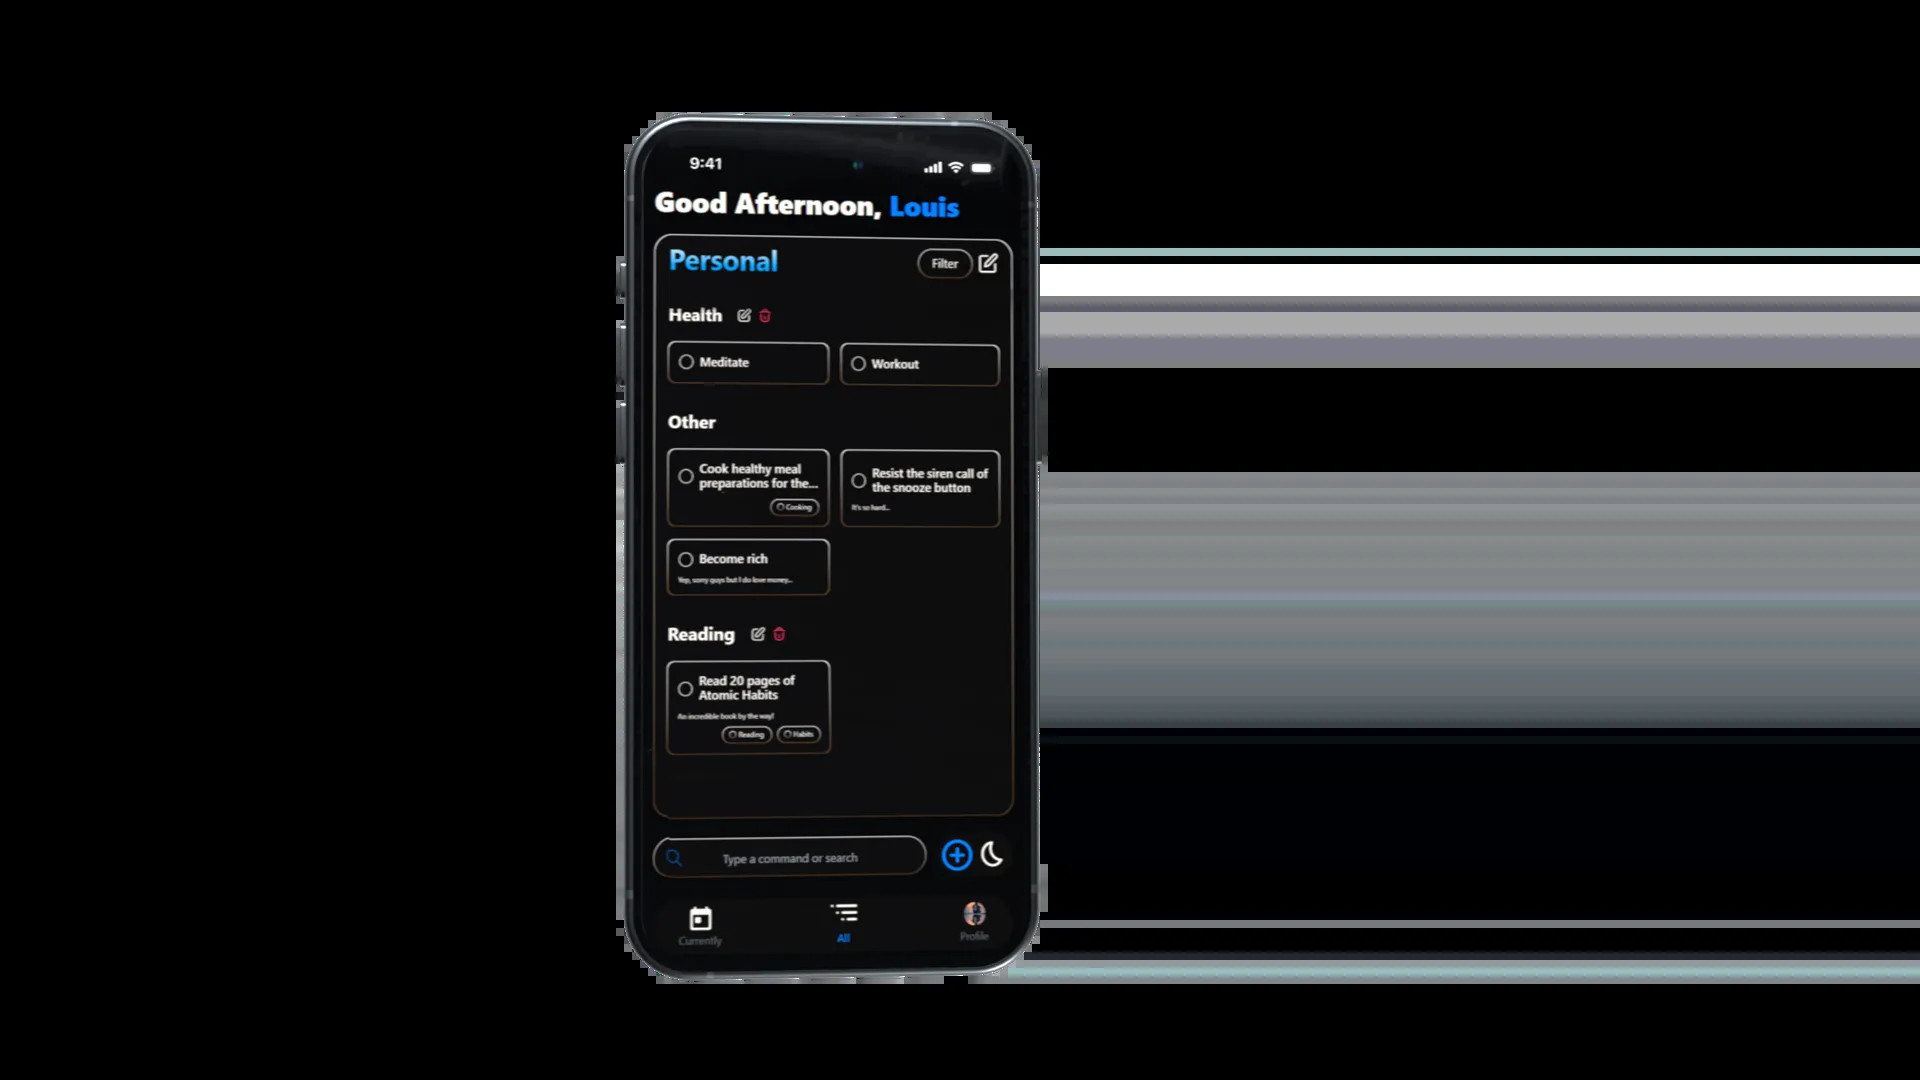 9:41
Good Afternoon, Louis
Personal
Filter
Health
Meditate
Workout
Other
Cook healthy meal
preparations for the...
Cooking
Resist the siren call of
the snooze button
It's so hard...
Become rich
Yep, sorry guys but I do love money...
Reading
Read 20 pages of
Atomic Habits
An incredible book by the way!
Reading
Habits
Type a command or search
Currently
All
Profile